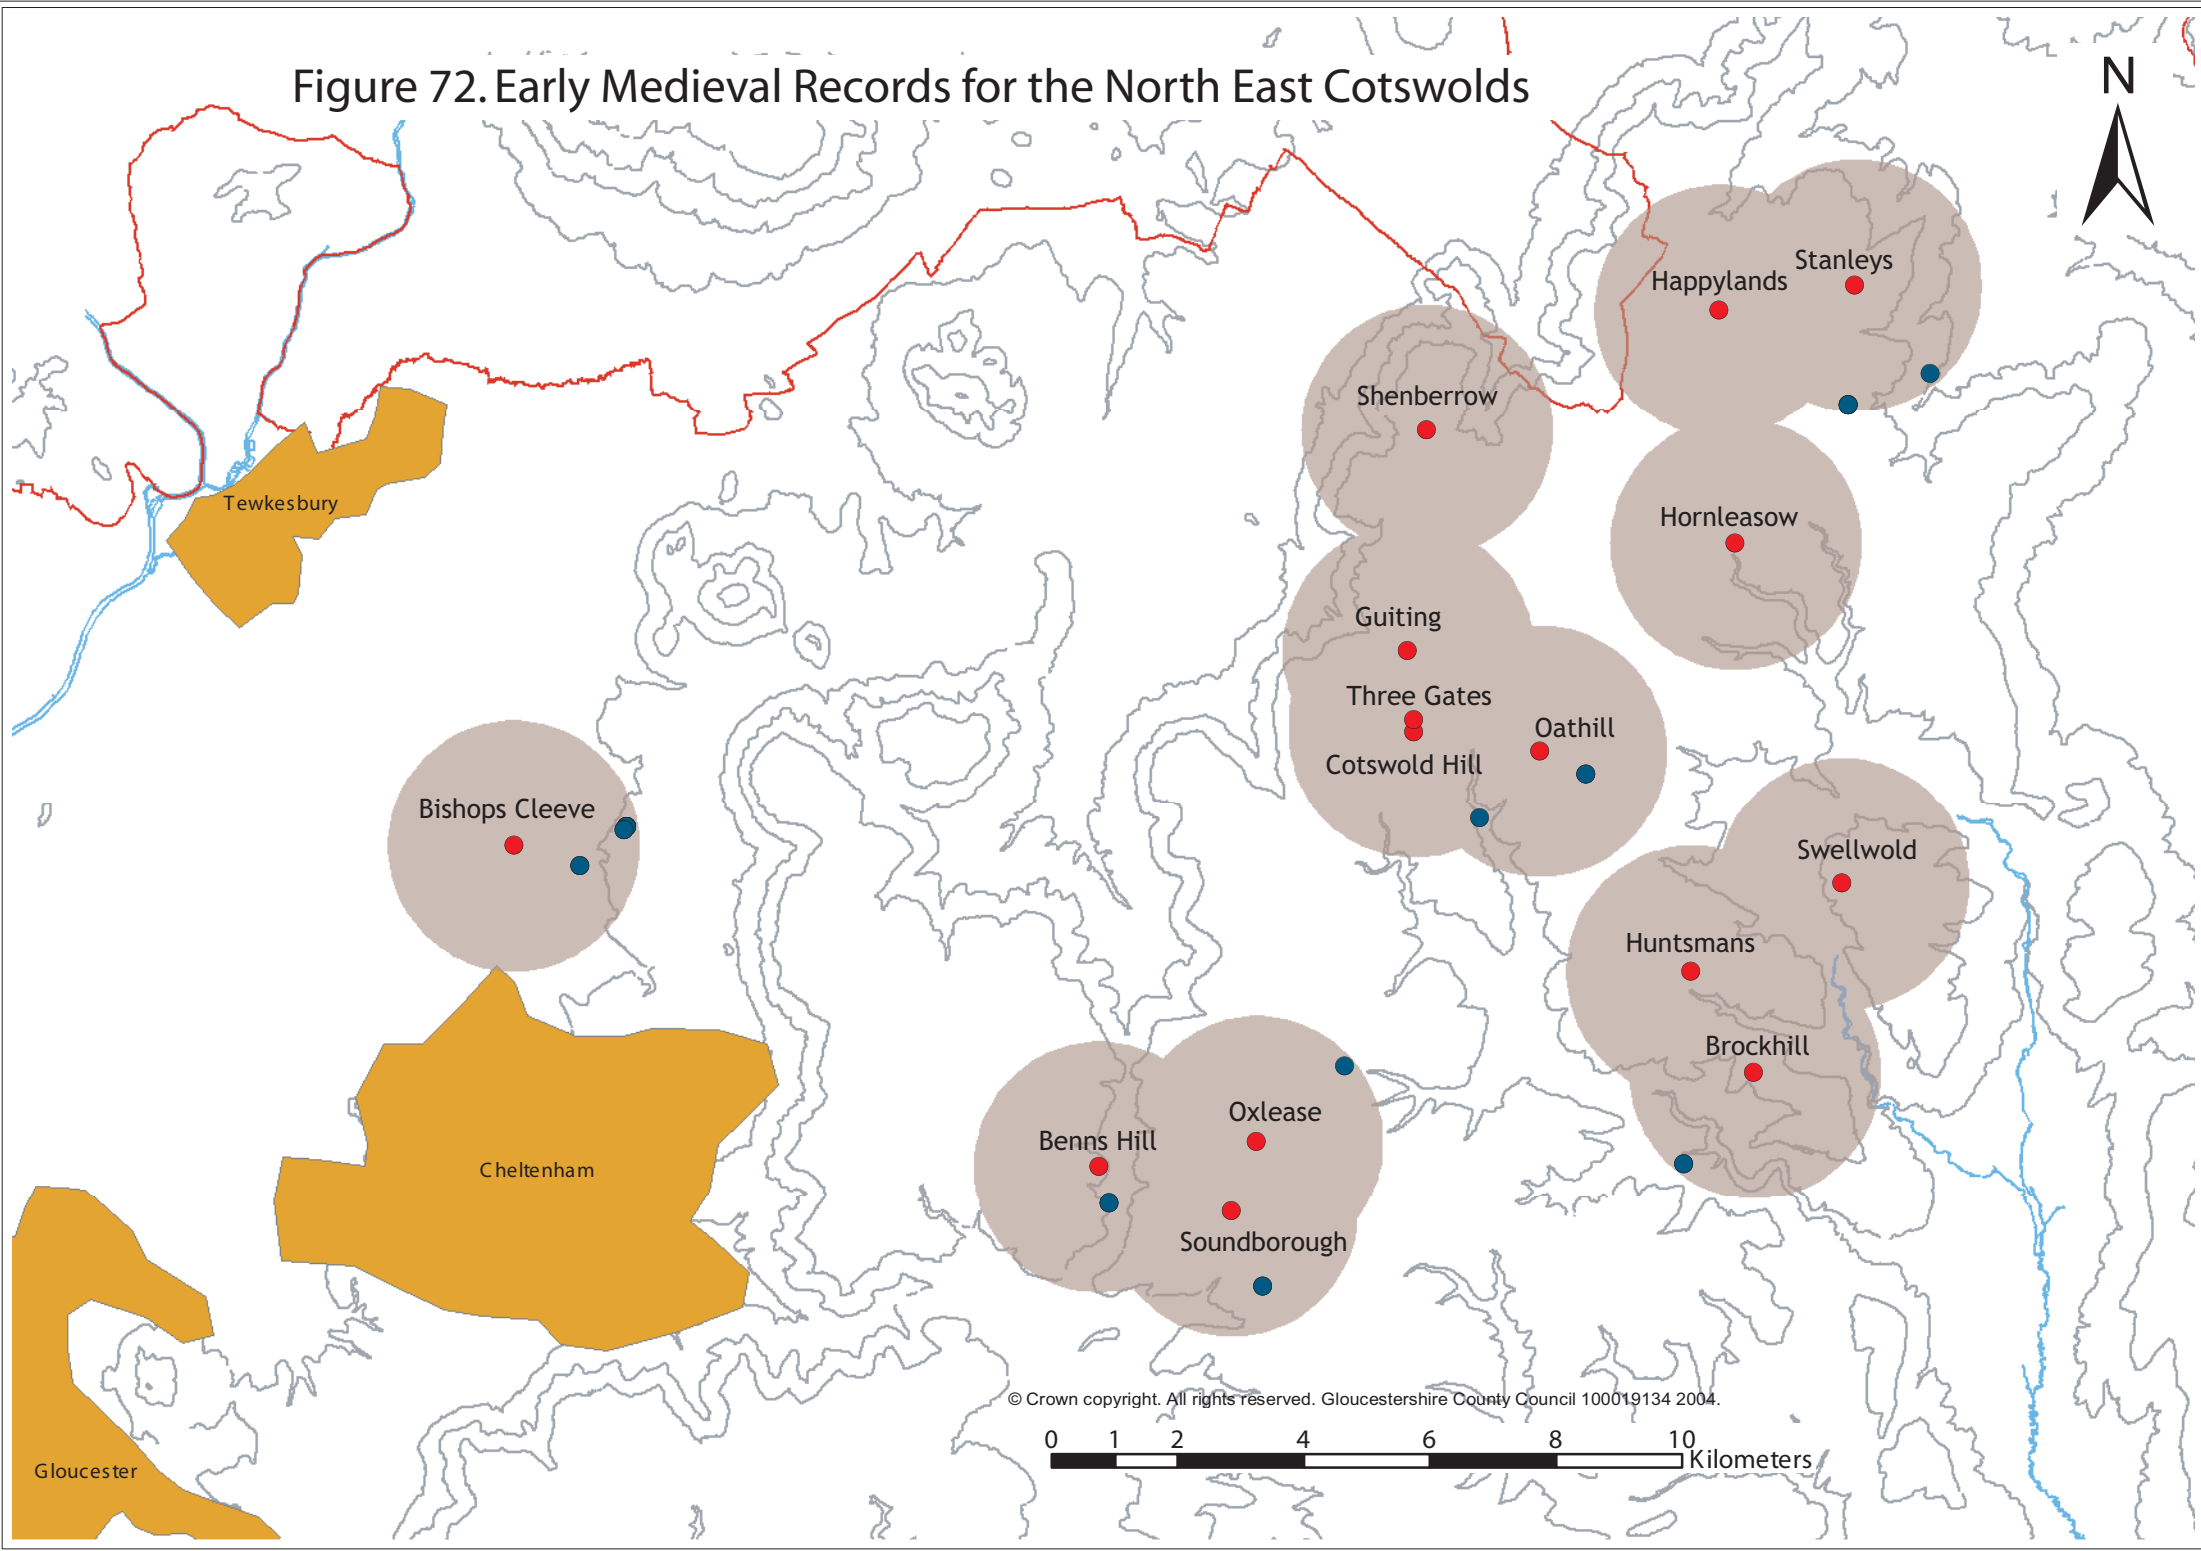 Figure 72. Early Medieval Records for the North East Cotswolds
N
Stanleys
Happylands
Shenberrow
Tewkesbury
Hornleasow
Guiting
Three Gates
Oathill
Cotswold Hill
Bishops Cleeve
Swellwold
Huntsmans
Brockhill
Oxlease
Benns Hill
Cheltenham
Soundborough
© Crown copyright. All rights reserved. Gloucestershire County Council 100019134 2004.
0 1 2 4 6 8 10
Kilometers
Gloucester